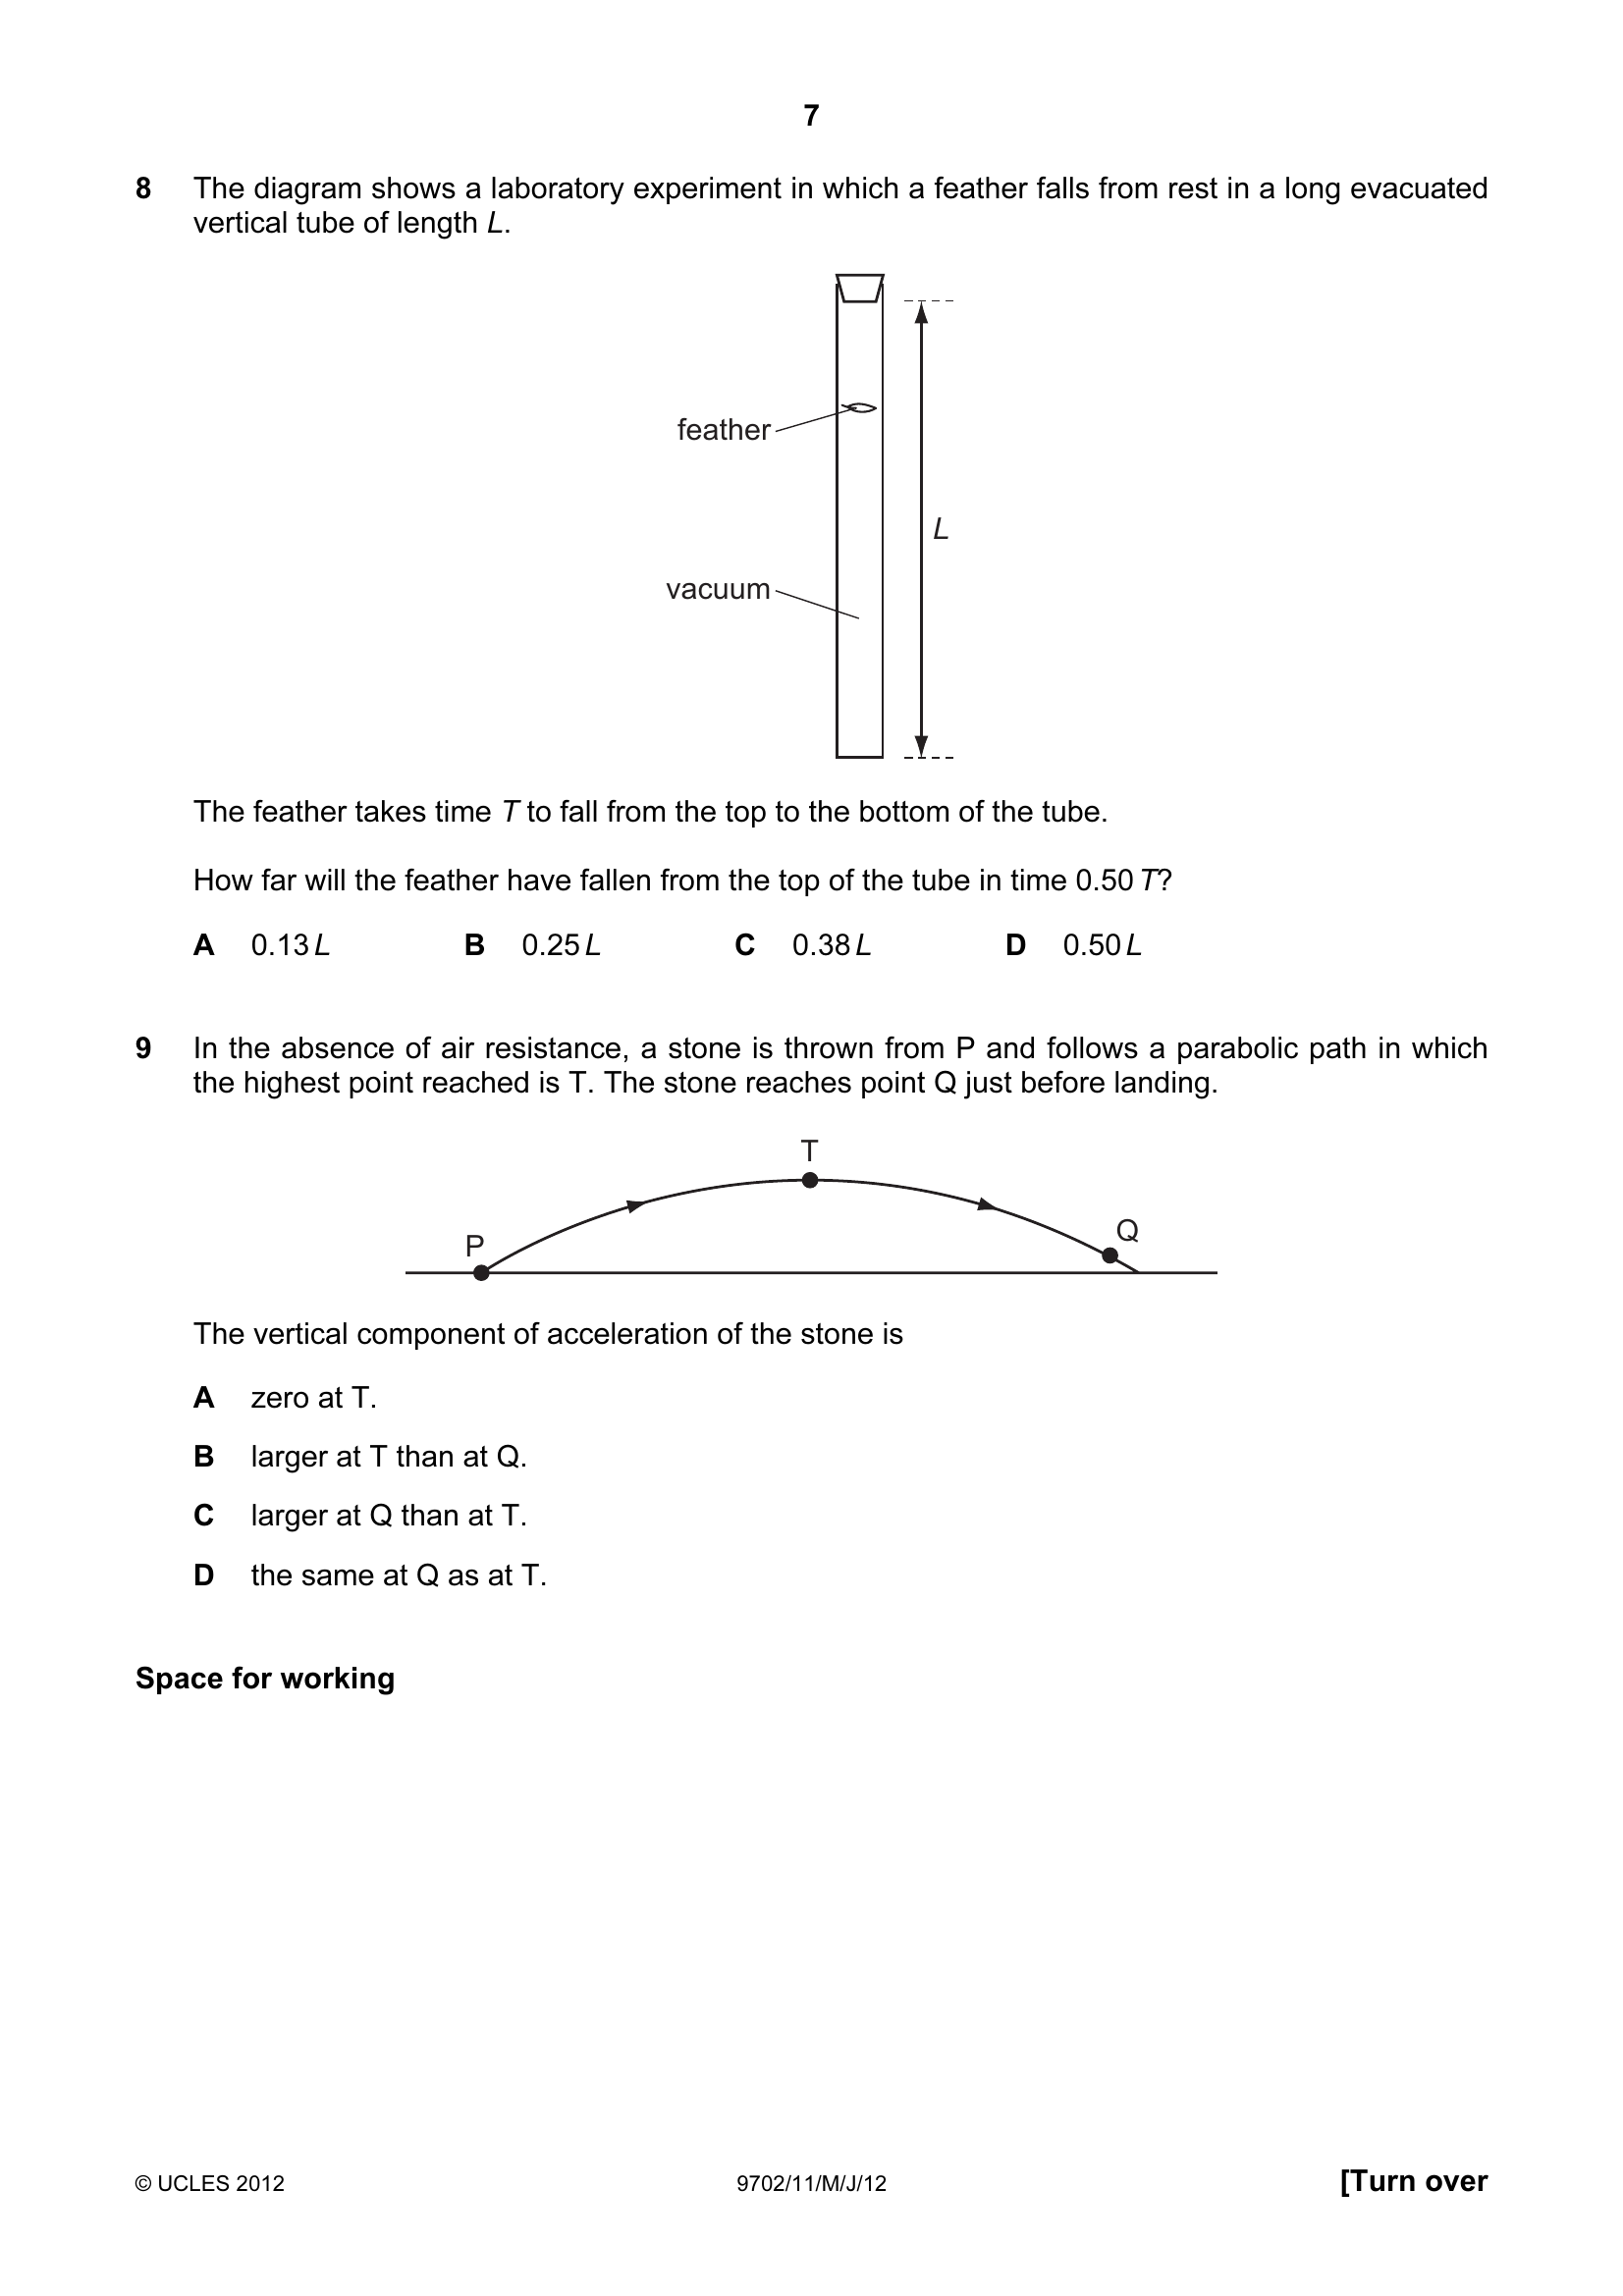 7
8 The diagram shows a laboratory experiment in which a feather falls from rest in a long evacuated
vertical tube of length L.
feather
L
vacuum
The feather takes time T to fall from the top to the bottom of the tube.
How far will the feather have fallen from the top of the tube in time 0.50 T?
A 0.13 L B 0.25 L C 0.38 L D 0.50 L
9 In the absence of air resistance, a stone is thrown from P and follows a parabolic path in which
the highest point reached is T. The stone reaches point Q just before landing.
T
Q
P
The vertical component of acceleration of the stone is
A zero at T.
B larger at T than at Q.
C larger at Q than at T.
D the same at Q as at T.
Space for working
© UCLES 2012 9702/11/M/J/12 [Turn over